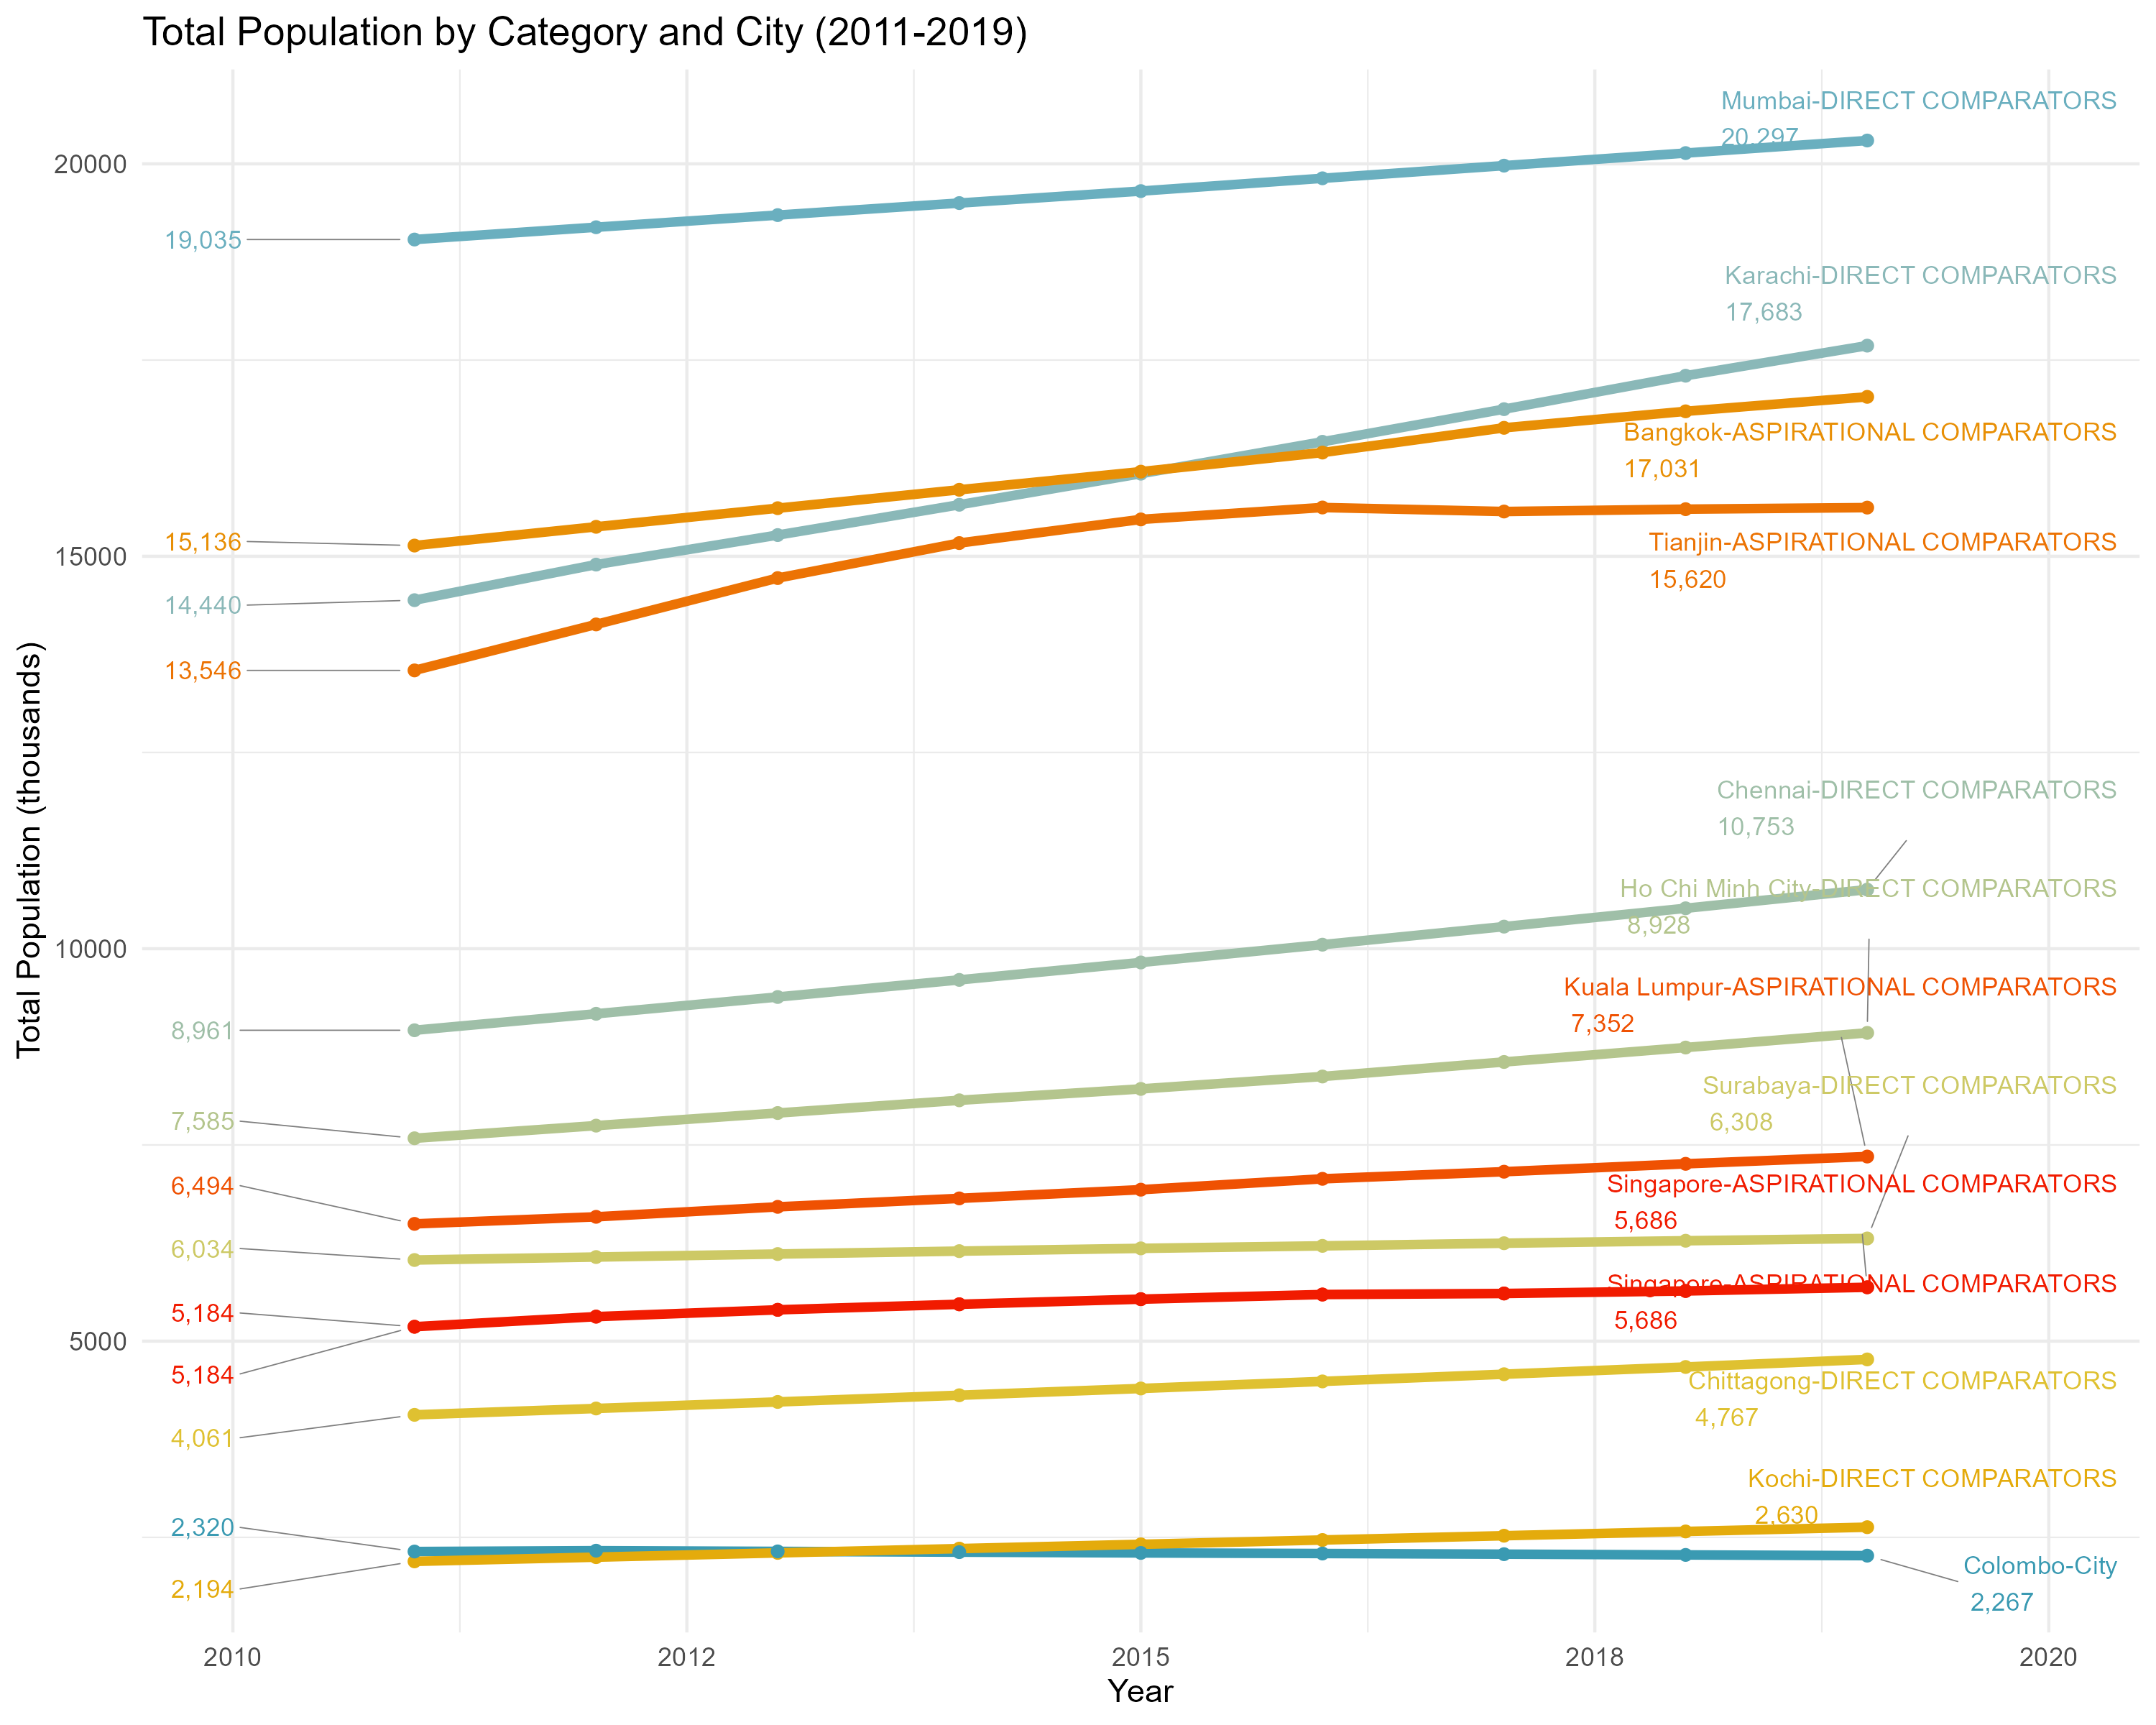 Total Population by Category and City (2011-2019)
Total Population (thousands)
20000
15000
10000
5000
19,035
15,136
14,440
13,546
8,961
7,585
6,494
6,034
5,184
5,184
4,061
2,320
2,194
Mumbai-DIRECT COMPARATORS
20,297
Karachi-DIRECT COMPARATORS
17,683
Bangkok-ASPIRATIONAL COMPARATORS
17,031
Tianjin-ASPIRATIONAL COMPARATORS
15,620
Chennai-DIRECT COMPARATORS
10,753
Ho Chi Minh City-DIRECT COMPARATORS
8,928
Kuala Lumpur-ASPIRATIONAL COMPARATORS
7,352
Surabaya-DIRECT COMPARATORS
6,308
Singapore-ASPIRATIONAL COMPARATORS
5,686
Singapore-ASPIRATIONAL COMPARATORS
5,686
Chittagong-DIRECT COMPARATORS
4,767
Kochi-DIRECT COMPARATORS
2,630
Colombo-City
2,267
2010
2012
2015
2018
2020
Year